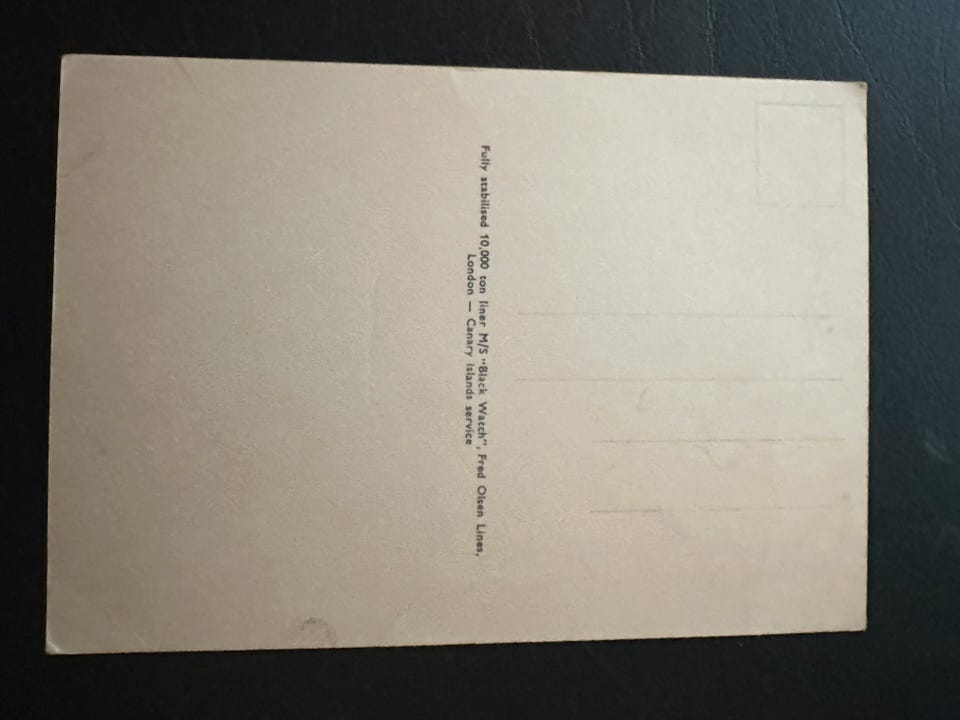 Fully stabilised 10,000 ton liner M/S "Black Watch", Fred Olsen Lines,
London — Canary islands service